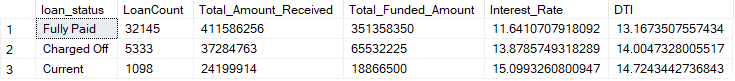 loan_status LoanCount Total_Amount_Received Total_Funded_Amount Interest_Rate DTI
1 Fully Paid 32145 411586256 351358350 11.6410707918092 13.1673507557434
2 Charged Off 5333 37284763 65532225 13.8785749318289 14.0047328005517
3 Current 1098 24199914 18866500 15.0993260800947 14.7243442736843